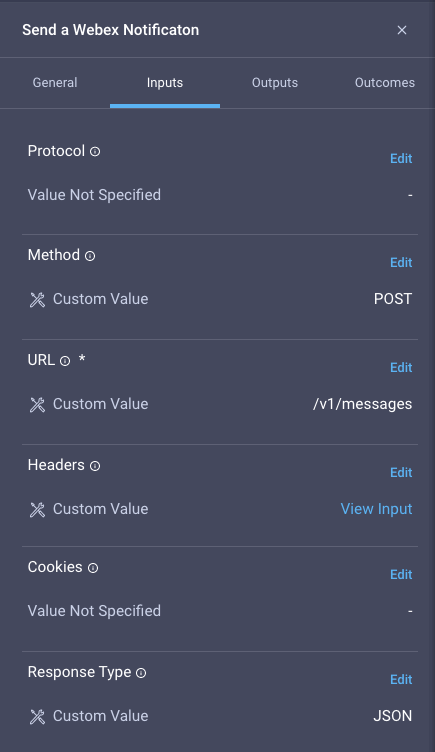 Send a Webex Notificaton
General Inputs Outputs Outcomes
Protocol
Edit
Value Not Specified -
Method
Edit
Custom Value POST
URL *
Edit
Custom Value /v1/messages
Headers
Edit
Custom Value View Input
Cookies
Edit
Value Not Specified -
Response Type
Edit
Custom Value JSON